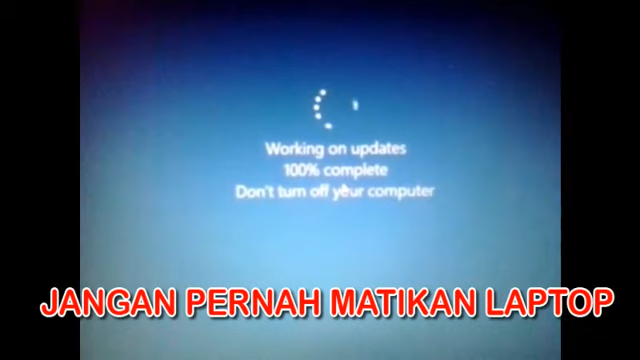 Working on updates
100% complete
Don't turn off your computer
JANGAN PERNAH MATIKAN LAPTOP